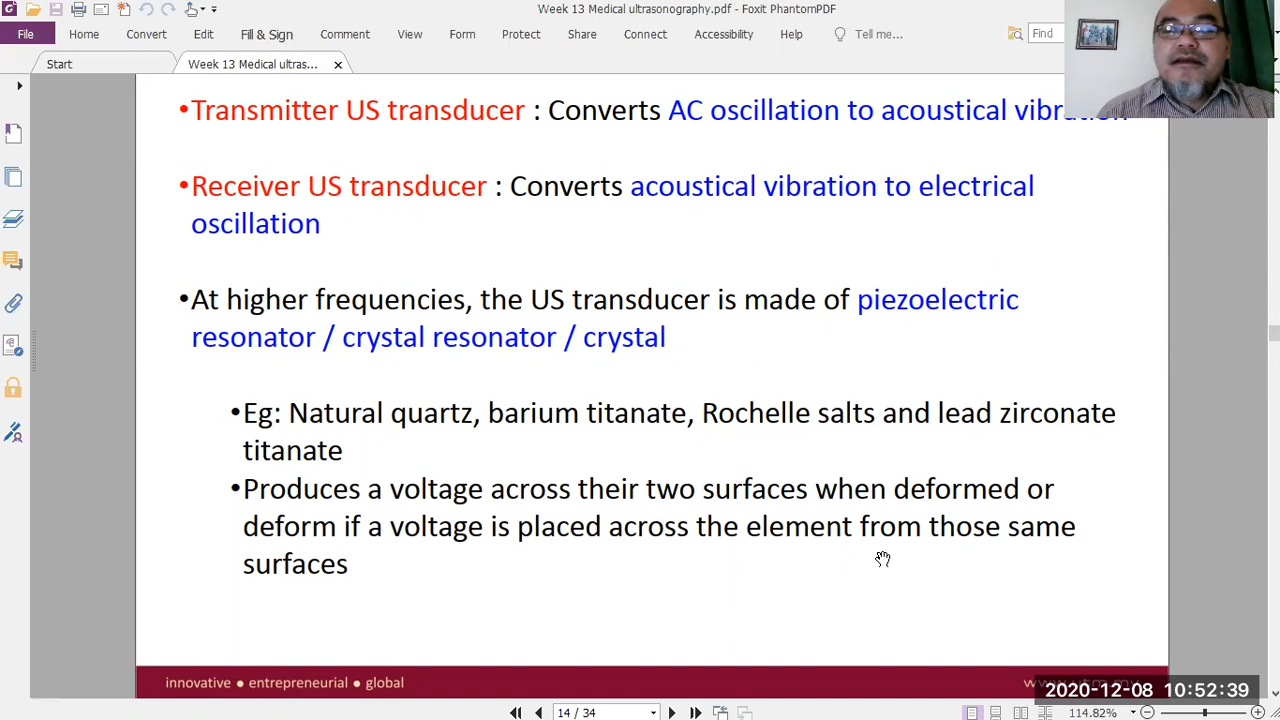 Week 13 Medical ultrasonography.pdf - Foxit PhantomPDF
File Home Convert Edit Fill & Sign Comment View Form Protect Share Connect Accessibility Help Tell me... Find
Start Week 13 Medical ultras... ×
•Transmitter US transducer : Converts AC oscillation to acoustical vibration
•Receiver US transducer : Converts acoustical vibration to electrical
oscillation
•At higher frequencies, the US transducer is made of piezoelectric
resonator / crystal resonator / crystal
•Eg: Natural quartz, barium titanate, Rochelle salts and lead zirconate
titanate
•Produces a voltage across their two surfaces when deformed or
deform if a voltage is placed across the element from those same
surfaces
innovative ● entrepreneurial ● global
2020-12-08 10:52:39
14 / 34 114.82%